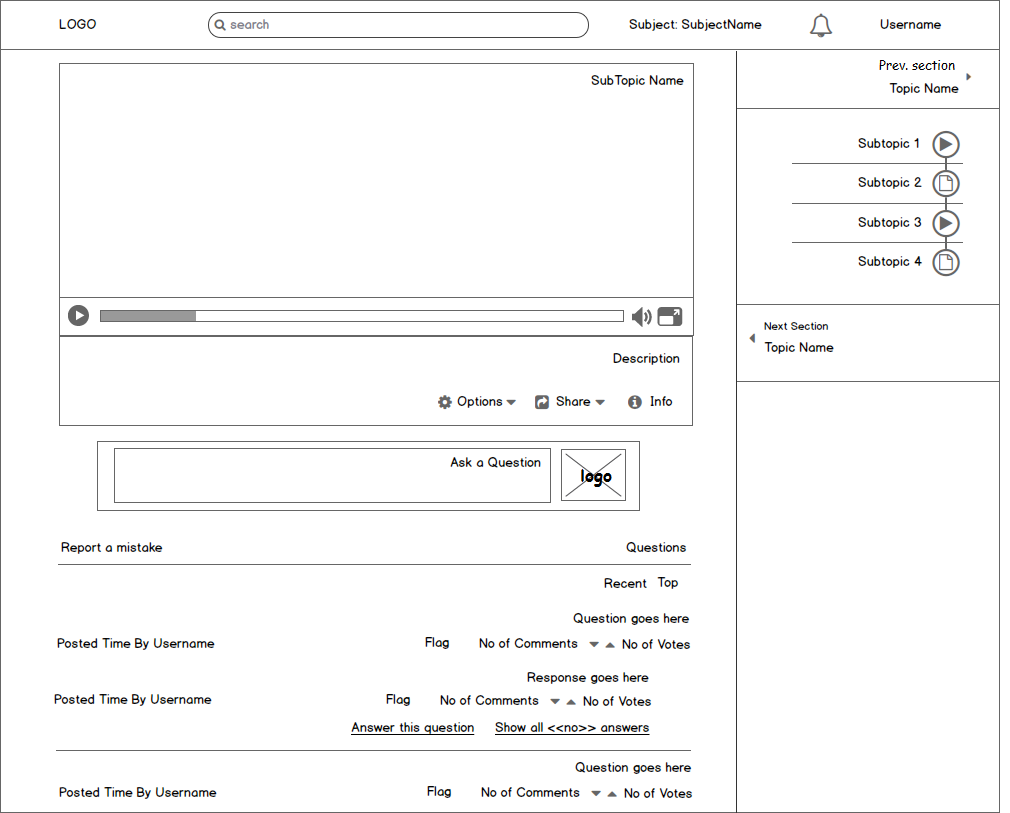 LOGO
search
Subject: SubjectName
Username
SubTopic Name
Description
Options
Share
Info
Ask a Question
logo
Report a mistake
Questions
Recent
Top
Question goes here
Posted Time By Username
Flag
No of Comments
No of Votes
Response goes here
Posted Time By Username
Flag
No of Comments
No of Votes
Answer this question
Show all <<no>> answers
Question goes here
Posted Time By Username
Flag
No of Comments
No of Votes
Prev. section
Topic Name
Subtopic 1
Subtopic 2
Subtopic 3
Subtopic 4
Next Section
Topic Name